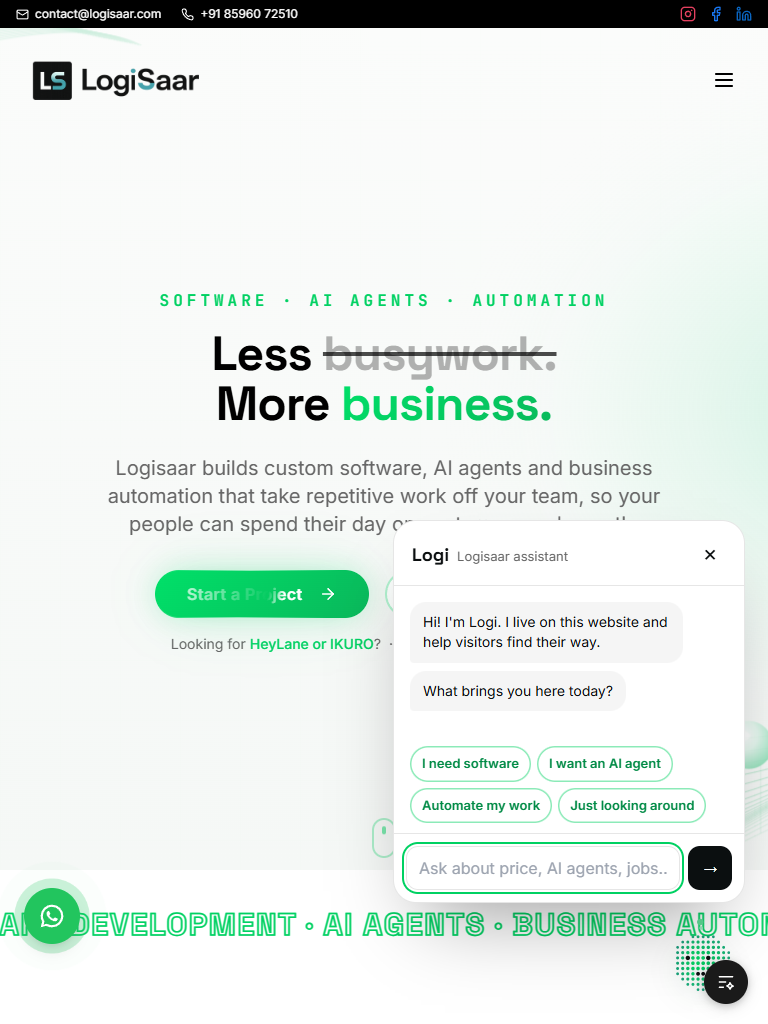 contact@logisaar.com +91 85960 72510
LS LogiSaar
SOFTWARE · AI AGENTS · AUTOMATION
Less busywork.
More business.
Logisaar builds custom software, AI agents and business
automation that take repetitive work off your team, so your
people can spend their day
Start a Project →
Looking for HeyLane or IKURO? ·
Logi Logisaar assistant ✕
Hi! I'm Logi. I live on this website and
help visitors find their way.
What brings you here today?
I need software I want an AI agent
Automate my work Just looking around
Ask about price, AI agents, jobs.. →
DEVELOPMENT · AI AGENTS · BUSINESS